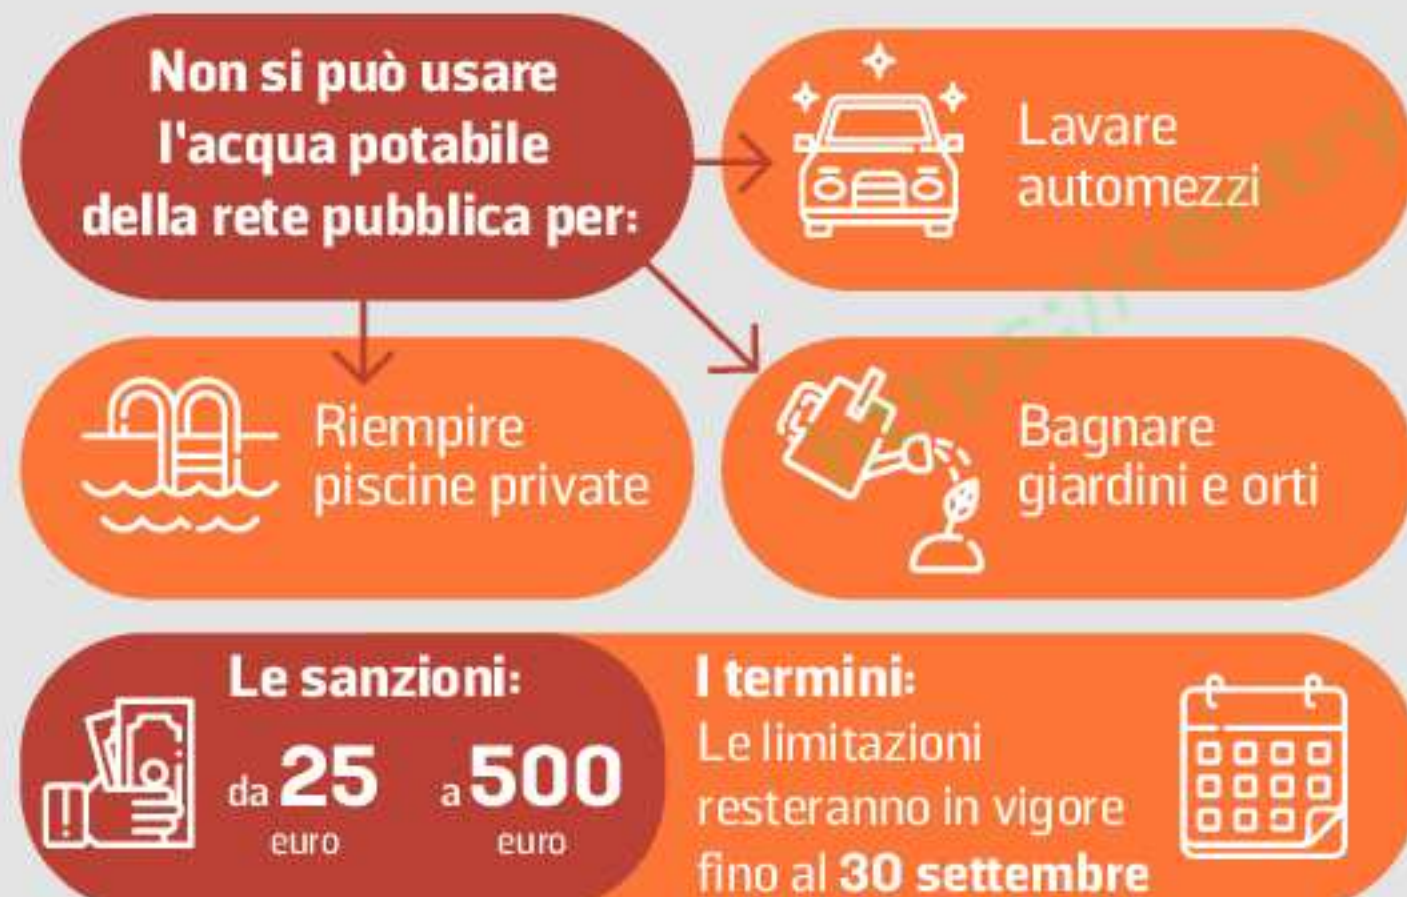 Non si può usare
l'acqua potabile
della rete pubblica per:
Lavare
automezzi
Riempire
piscine private
Bagnare
giardini e orti
Le sanzioni:
da 25 a 500
euro euro
I termini:
Le limitazioni
resteranno in vigore
fino al 30 settembre